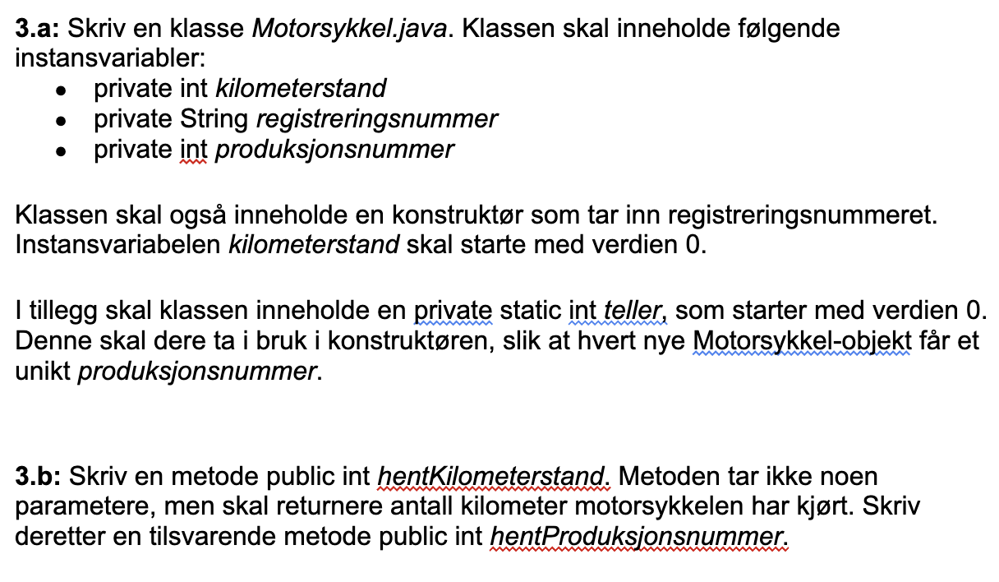 3.a: Skriv en klasse Motorsykkel.java. Klassen skal inneholde følgende
instansvariabler:
• private int kilometerstand
• private String registreringsnummer
• private int produksjonsnummer
Klassen skal også inneholde en konstruktør som tar inn registreringsnummeret.
Instansvariabelen kilometerstand skal starte med verdien 0.
I tillegg skal klassen inneholde en private static int teller, som starter med verdien 0.
Denne skal dere ta i bruk i konstruktøren, slik at hvert nye Motorsykkel-objekt får et
unikt produksjonsnummer.
3.b: Skriv en metode public int hentKilometerstand. Metoden tar ikke noen
parametere, men skal returnere antall kilometer motorsykkelen har kjørt. Skriv
deretter en tilsvarende metode public int hentProduksjonsnummer.